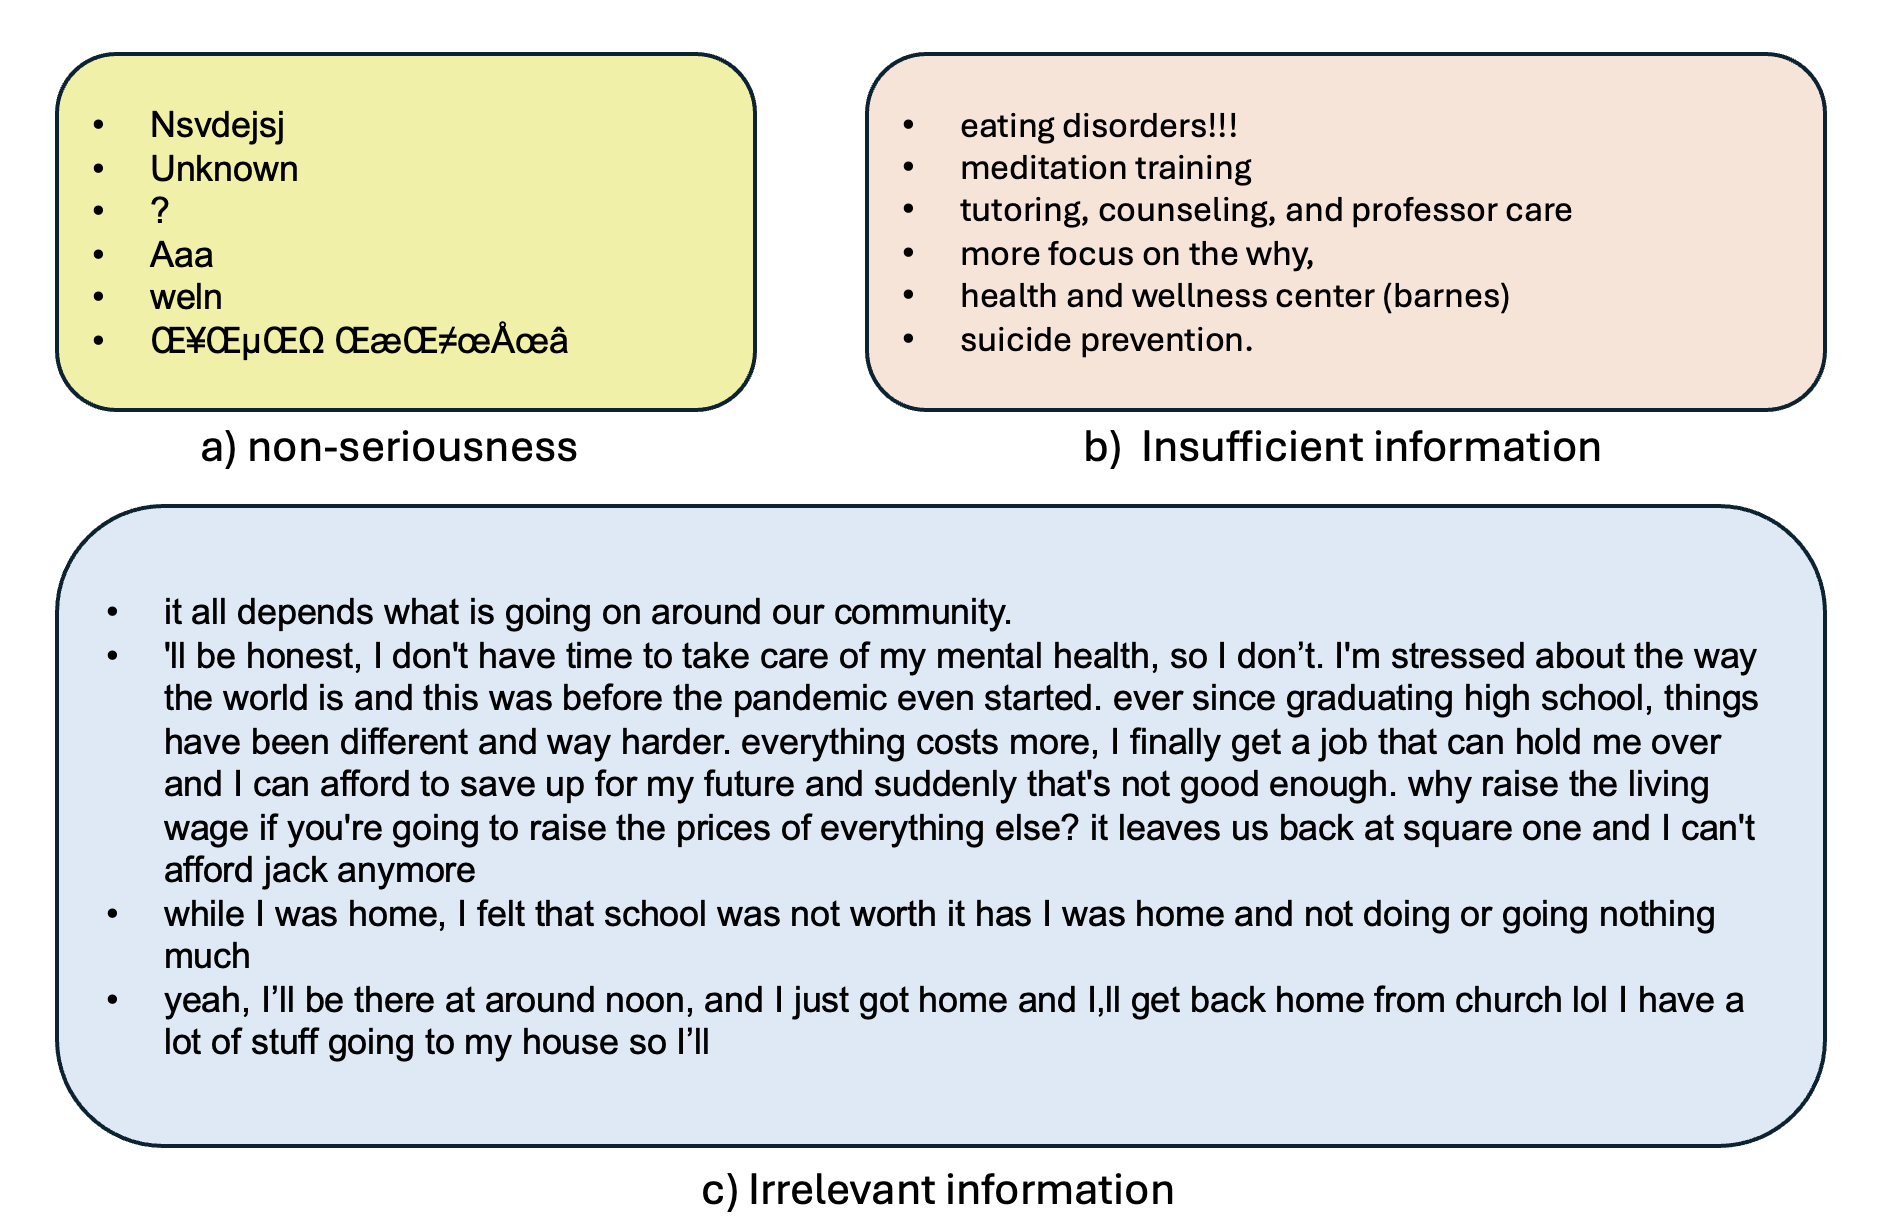 • Nsvdejsj
• Unknown
• ?
• Aaa
• weln
• Œ¥ŒµŒΩ ŒæŒ≠œÅœâ
a) non-seriousness
• eating disorders!!!
• meditation training
• tutoring, counseling, and professor care
• more focus on the why,
• health and wellness center (barnes)
• suicide prevention.
b) Insufficient information
• it all depends what is going on around our community.
• 'll be honest, I don't have time to take care of my mental health, so I don’t. I'm stressed about the way
the world is and this was before the pandemic even started. ever since graduating high school, things
have been different and way harder. everything costs more, I finally get a job that can hold me over
and I can afford to save up for my future and suddenly that's not good enough. why raise the living
wage if you're going to raise the prices of everything else? it leaves us back at square one and I can't
afford jack anymore
• while I was home, I felt that school was not worth it has I was home and not doing or going nothing
much
• yeah, I’ll be there at around noon, and I just got home and I,ll get back home from church lol I have a
lot of stuff going to my house so I’ll
c) Irrelevant information